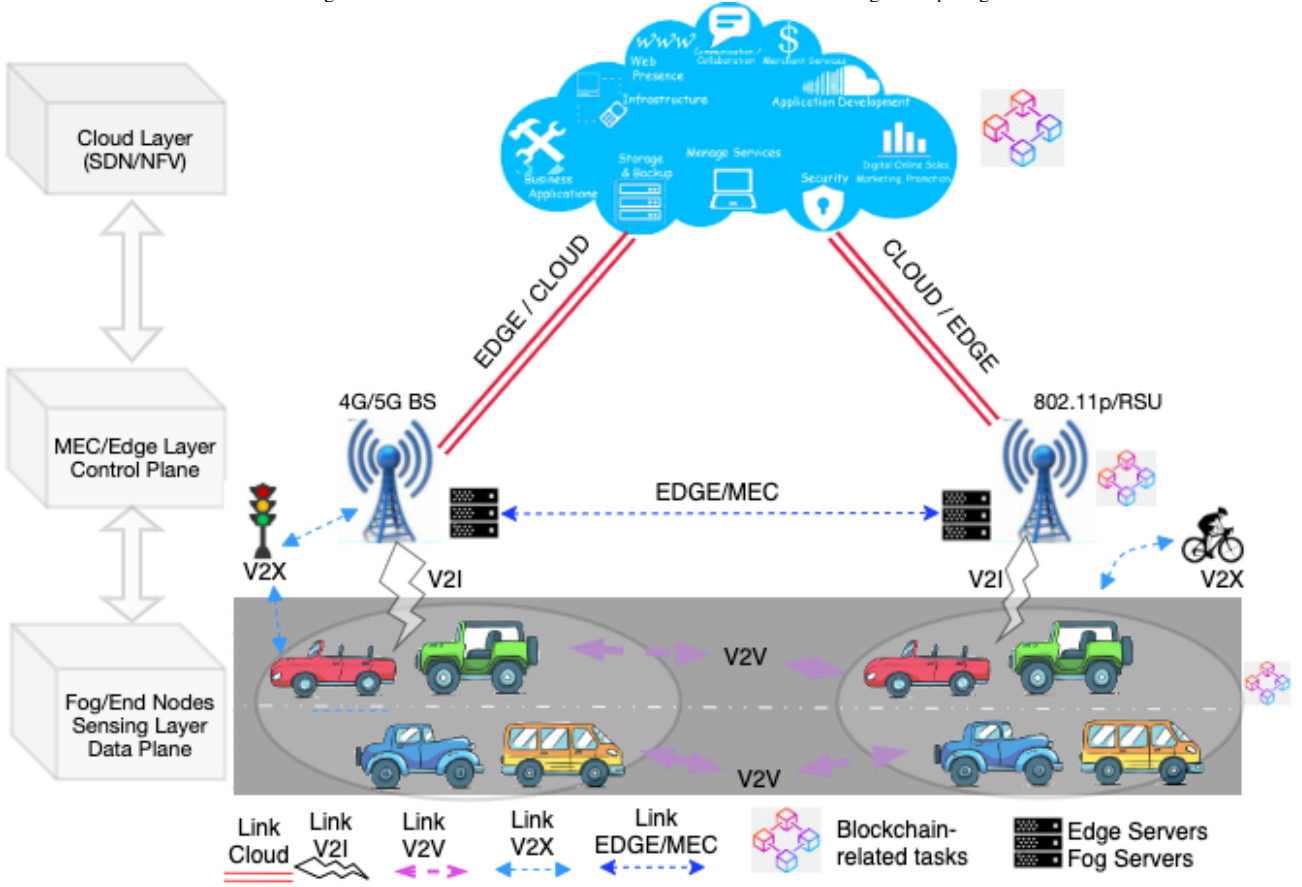 Cloud Layer
(SDN/NFV)
MEC/Edge Layer
Control Plane
Fog/End Nodes
Sensing Layer
Data Plane
www
Web
Presence
Communication /
Collaboration
$
Merchant Services
Infrastructure
Application Development
Business
Applicatione
Storage
& Backup
Manage Services
Security
Digital Online Sales,
Marketing, Promotion,
EDGE / CLOUD
CLOUD / EDGE
4G/5G BS
802.11p/RSU
EDGE/MEC
V2X
V2I
V2I
V2X
V2V
V2V
Link
Cloud
Link
V2I
Link
V2V
Link
V2X
Link
EDGE/MEC
Blockchain-
related tasks
Edge Servers
Fog Servers